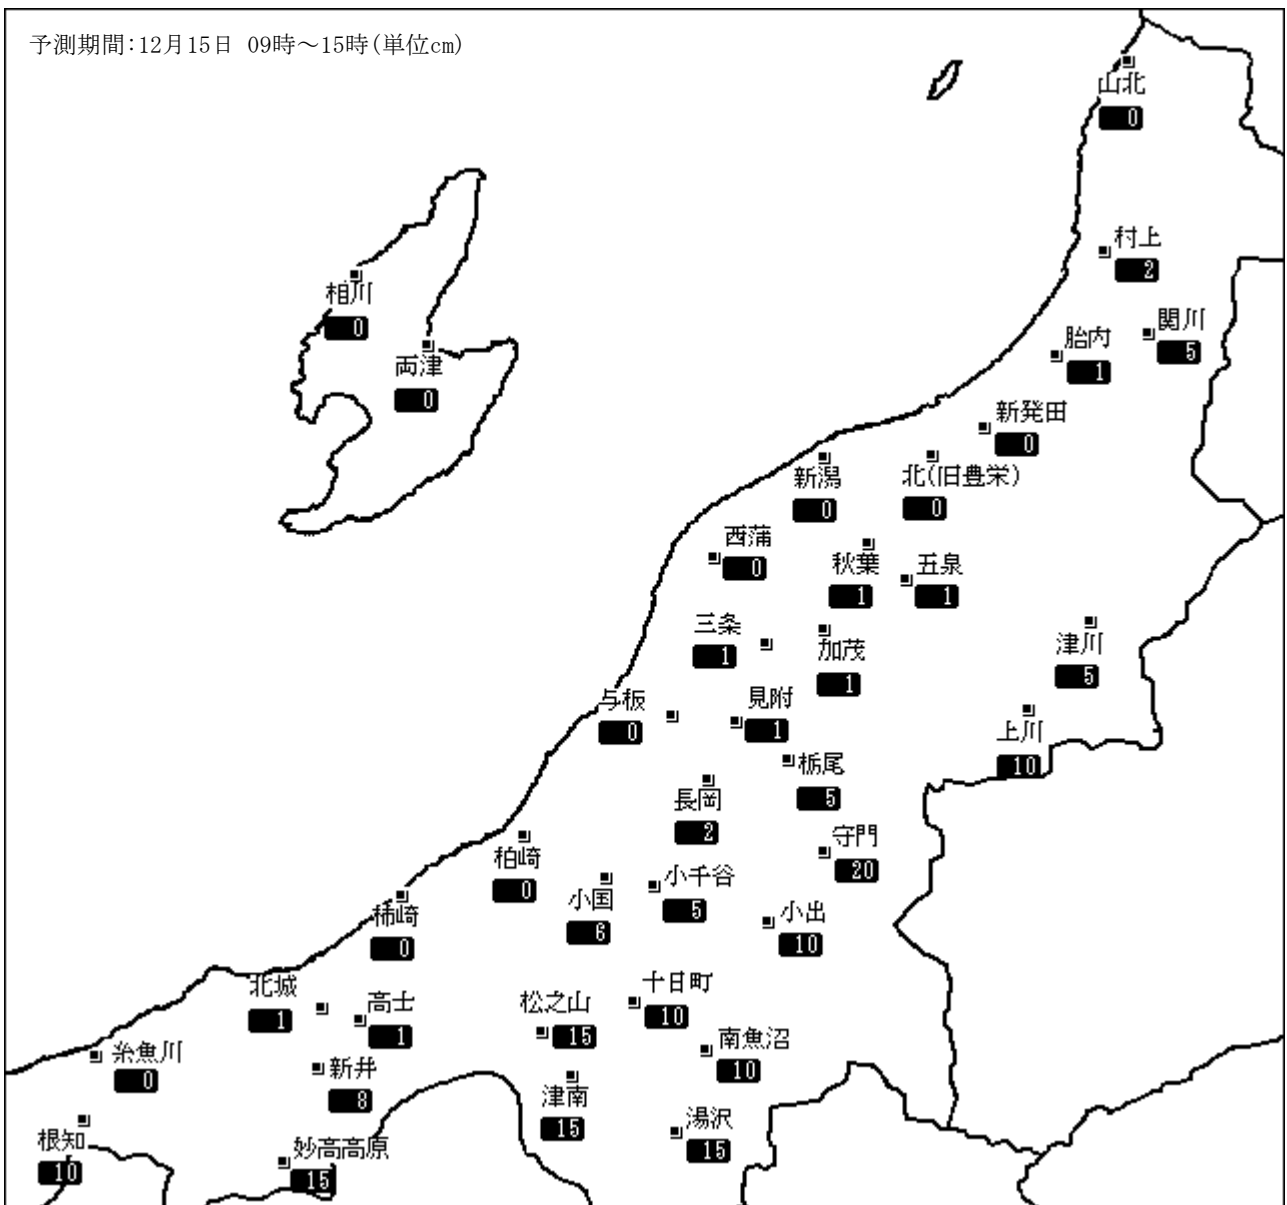 予測期間:12月15日 09時～15時(単位cm)
山北
0
村上
2
相川
0
関川
5
胎内
1
両津
0
新発田
0
新潟
0
北(旧豊栄)
0
西蒲
0
秋葉
1
五泉
1
三条
1
加茂
1
津川
5
与板
0
見附
1
上川
10
栃尾
5
長岡
2
守門
20
柏崎
0
小国
6
小千谷
5
小出
10
柿崎
0
北城
1
高士
1
松之山
15
十日町
10
糸魚川
0
新井
8
南魚沼
10
津南
15
湯沢
15
根知
10
妙高高原
15